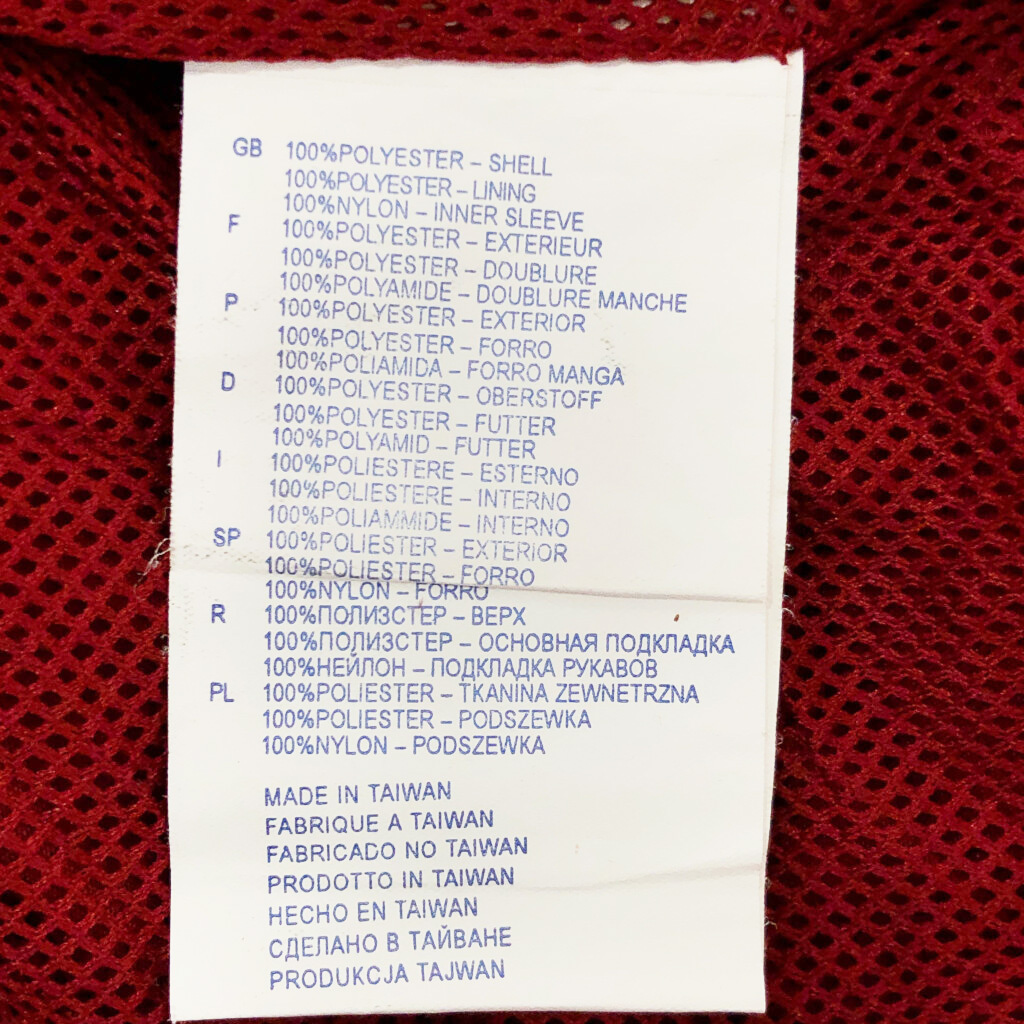 GB 100%POLYESTER – SHELL
100%POLYESTER – LINING
100%NYLON – INNER SLEEVE
F 100%POLYESTER – EXTERIEUR
100%POLYESTER – DOUBLURE
100%POLYAMIDE – DOUBLURE MANCHE
P 100%POLYESTER – EXTERIOR
100%POLYESTER – FORRO
100%POLIAMIDA – FORRO MANGA
D 100%POLYESTER – OBERSTOFF
100%POLYESTER – FUTTER
100%POLYAMID – FUTTER
I 100%POLIESTERE – ESTERNO
100%POLIESTERE – INTERNO
100%POLIAMMIDE – INTERNO
SP 100%POLIESTER – EXTERIOR
100%POLIESTER – FORRO
100%NYLON – FORRO
R 100%ПОЛИЗСТЕР – ВЕРХ
100%ПОЛИЗСТЕР – ОСНОВНАЯ ПОДКЛАДКА
100%НЕЙЛОН – ПОДКЛАДКА РУКАВОВ
PL 100%POLIESTER – TKANINA ZEWNETRZNA
100%POLIESTER – PODSZEWKA
100%NYLON – PODSZEWKA
MADE IN TAIWAN
FABRIQUE A TAIWAN
FABRICADO NO TAIWAN
PRODOTTO IN TAIWAN
HECHO EN TAIWAN
СДЕЛАНО В ТАЙВАНЕ
PRODUKCJA TAJWAN